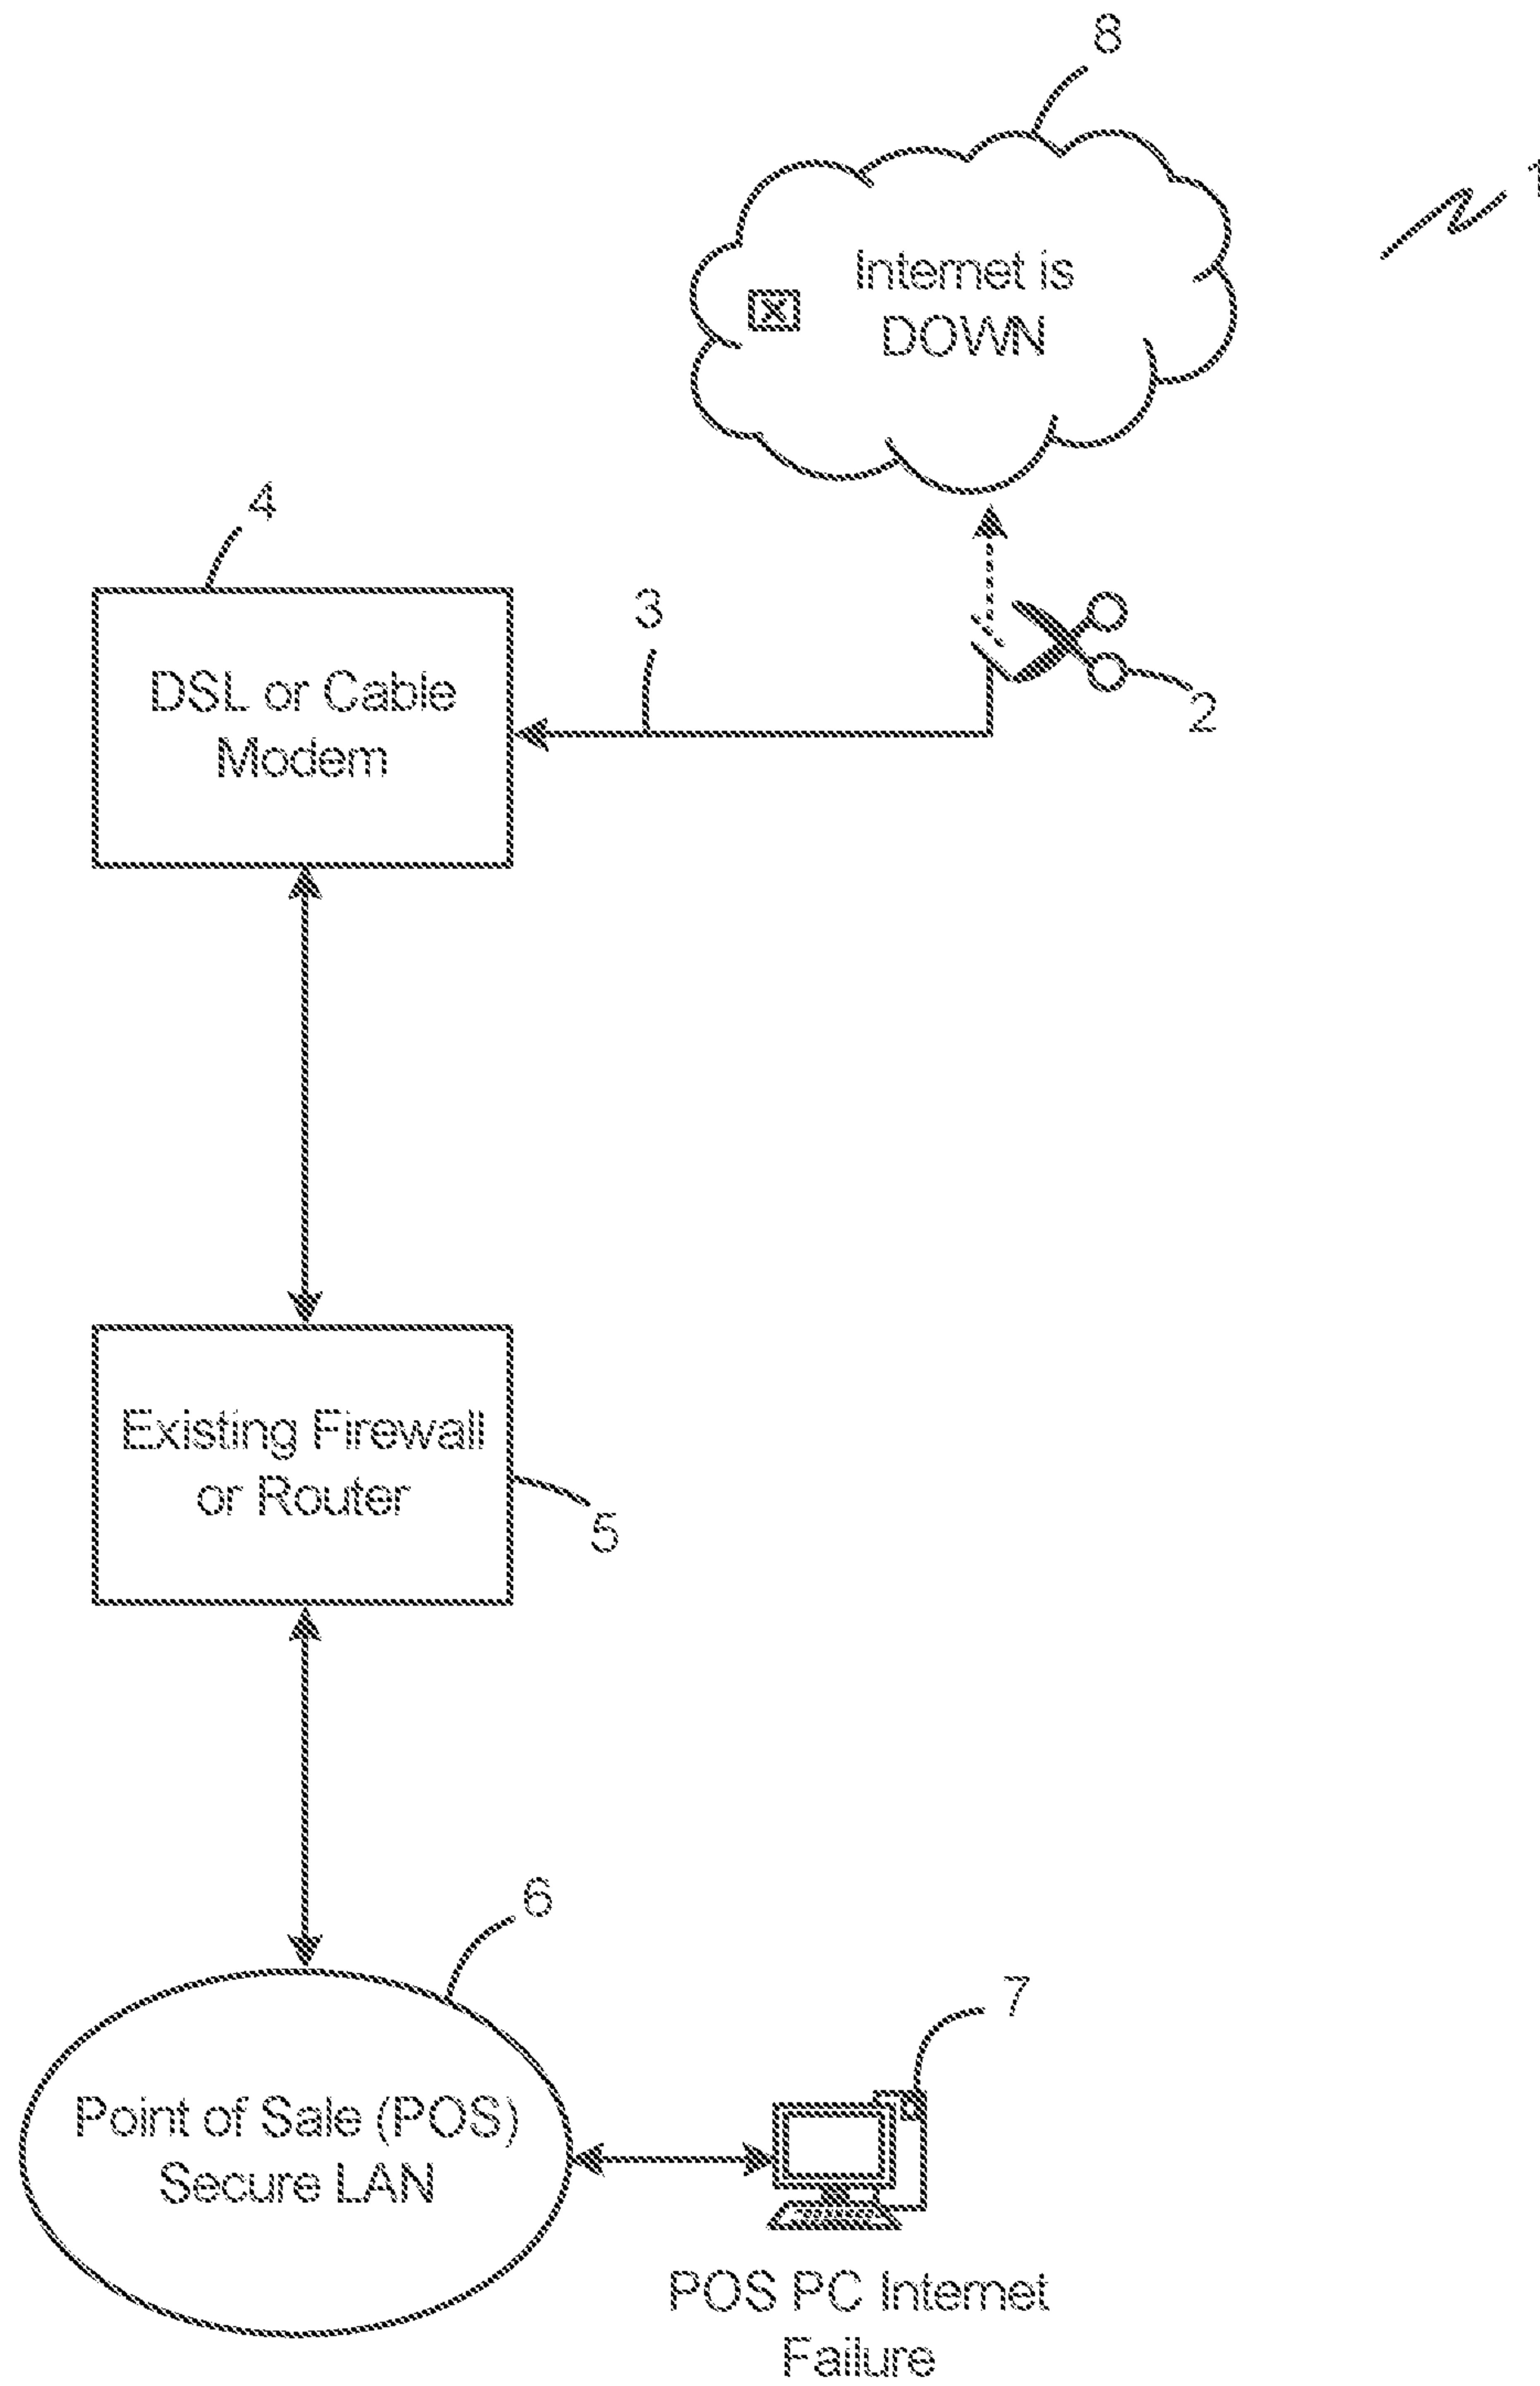 8
1
Internet is
DOWN
4
3
DSL or Cable
Modem
2
Existing Firewall
or Router
5
6
7
Point of Sale (POS)
Secure LAN
POS PC Internet
Failure